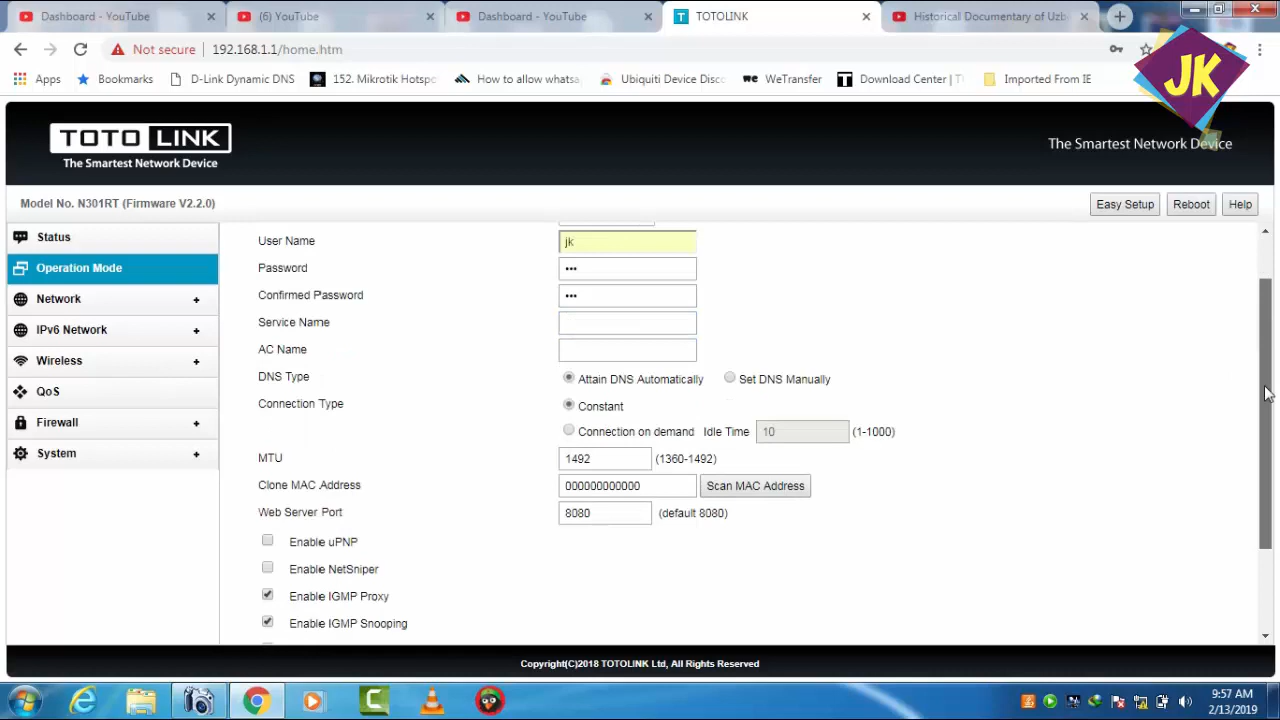 Dashboard - YouTube
(6) YouTube
Dashboard - YouTube
TOTOLINK
Historical Documentary of Uzb
Not secure 192.168.1.1/home.htm
Apps Bookmarks D-Link Dynamic DNS 152. Mikrotik Hotspo How to allow whatsa Ubiquiti Device Disc WeTransfer Download Center | T Imported From IE
JK
TOTO LINK
The Smartest Network Device
The Smartest Network Device
Model No. N301RT (Firmware V2.2.0)
Easy Setup Reboot Help
Status
Operation Mode
Network +
IPv6 Network +
Wireless +
QoS
Firewall +
System +
User Name jk
Password •••
Confirmed Password •••
Service Name
AC Name
DNS Type Attain DNS Automatically Set DNS Manually
Connection Type Constant
Connection on demand Idle Time 10 (1-1000)
MTU 1492 (1360-1492)
Clone MAC Address 000000000000 Scan MAC Address
Web Server Port 8080 (default 8080)
Enable uPNP
Enable NetSniper
Enable IGMP Proxy
Enable IGMP Snooping
Copyright(C)2018 TOTOLINK Ltd, All Rights Reserved
9:57 AM
2/13/2019